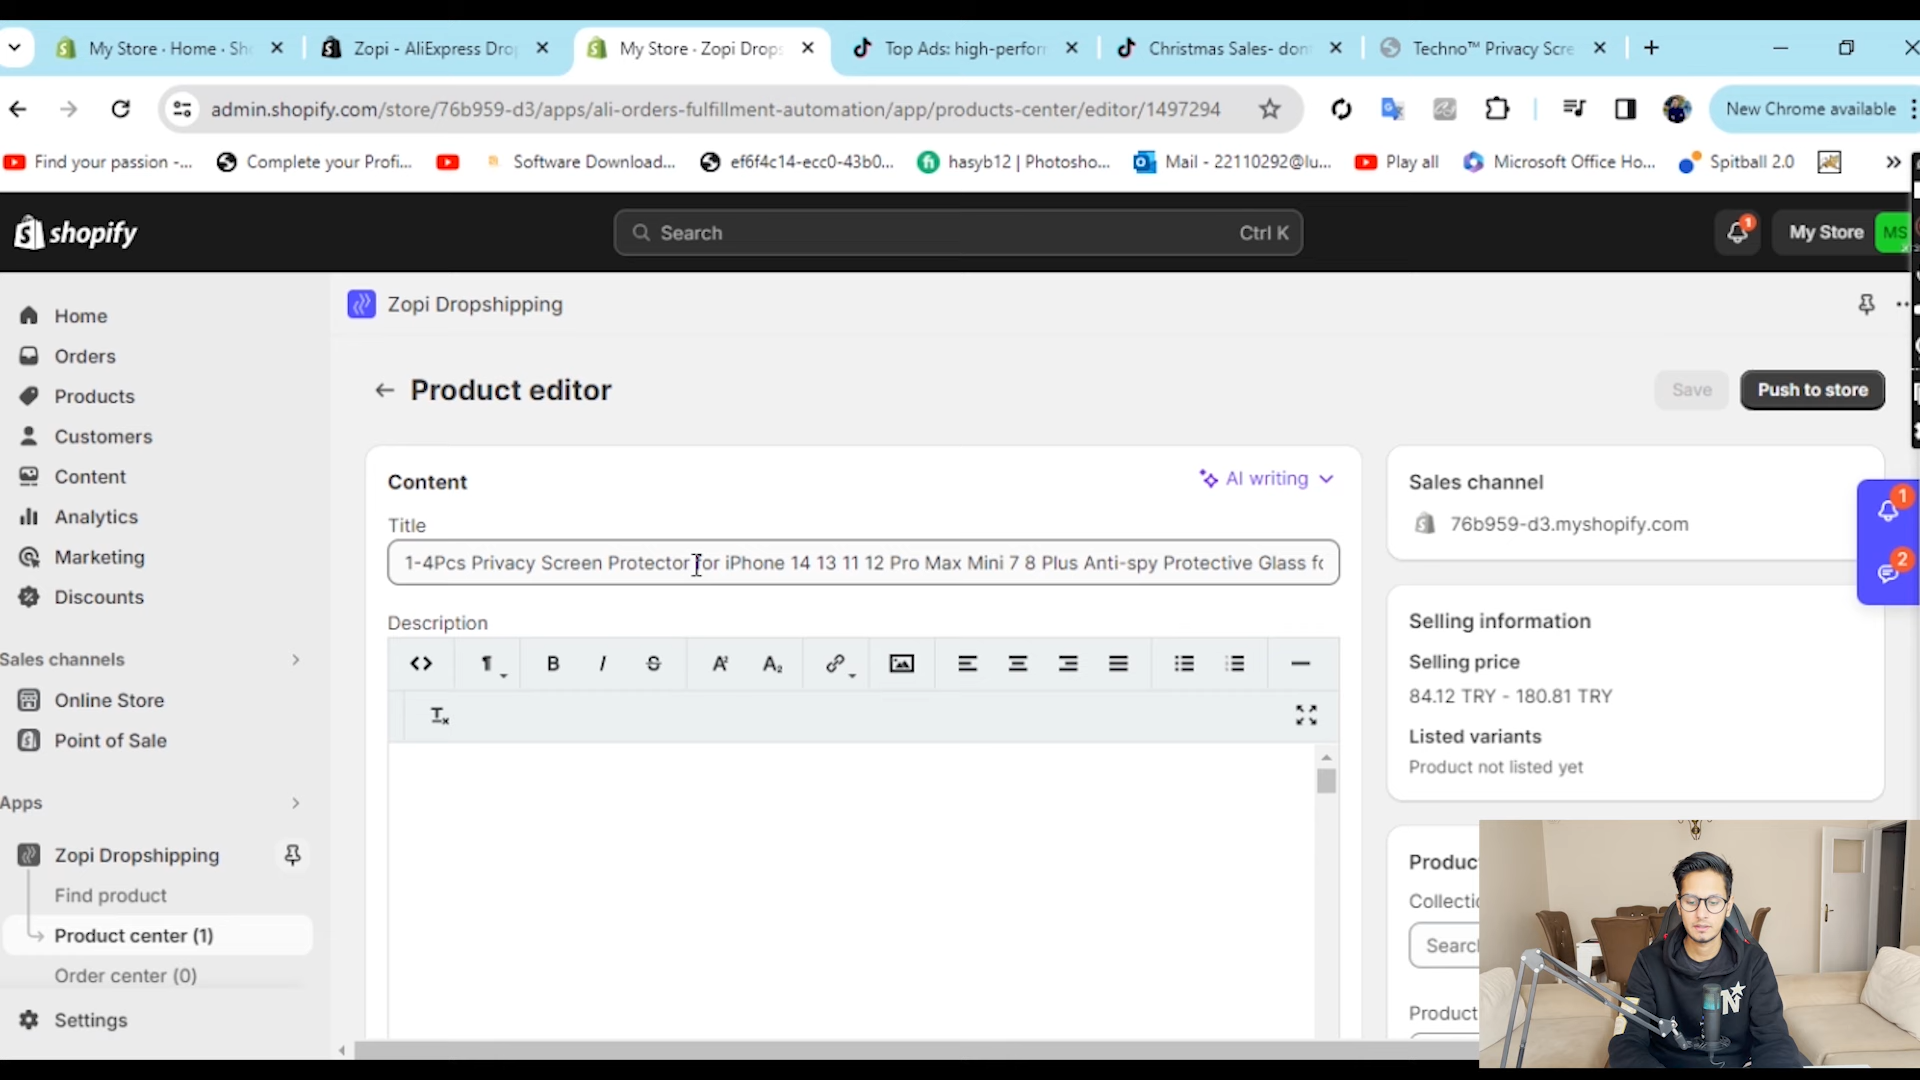 My Store · Home · Sh
Zopi - AliExpress Dro
My Store · Zopi Drops
Top Ads: high-perfor
Christmas Sales- don
Techno™ Privacy Scre
admin.shopify.com/store/76b959-d3/apps/ali-orders-fulfillment-automation/app/products-center/editor/1497294
New Chrome available
Find your passion -...
Complete your Profi...
Software Download...
ef6f4c14-ecc0-43b0...
hasyb12 | Photosho...
Mail - 22110292@lu...
Play all
Microsoft Office Ho...
Spitball 2.0
shopify
Search
Ctrl K
1
My Store
MS
Home
Orders
Products
Customers
Content
Analytics
Marketing
Discounts
Sales channels
Online Store
Point of Sale
Apps
Zopi Dropshipping
Find product
Product center (1)
Order center (0)
Settings
Zopi Dropshipping
Product editor
Save
Push to store
Content
AI writing
Title
1-4Pcs Privacy Screen Protector for iPhone 14 13 11 12 Pro Max Mini 7 8 Plus Anti-spy Protective Glass fo
Description
Sales channel
76b959-d3.myshopify.com
1
2
Selling information
Selling price
84.12 TRY - 180.81 TRY
Listed variants
Product not listed yet
Produc
Collectio
Searc
Product
N